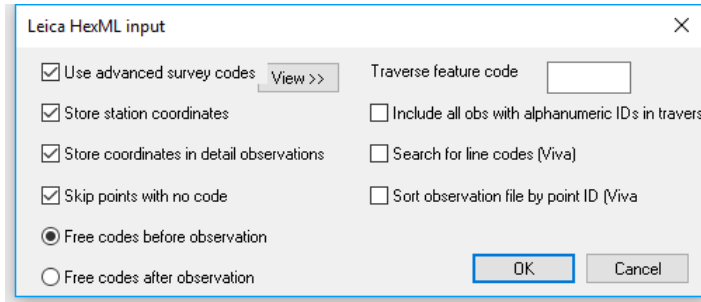 Leica HexML input
Use advanced survey codes View >>
Store station coordinates
Store coordinates in detail observations
Skip points with no code
Free codes before observation
Free codes after observation
Traverse feature code
Include all obs with alphanumeric IDs in travers
Search for line codes (Viva)
Sort observation file by point ID (Viva
OK Cancel